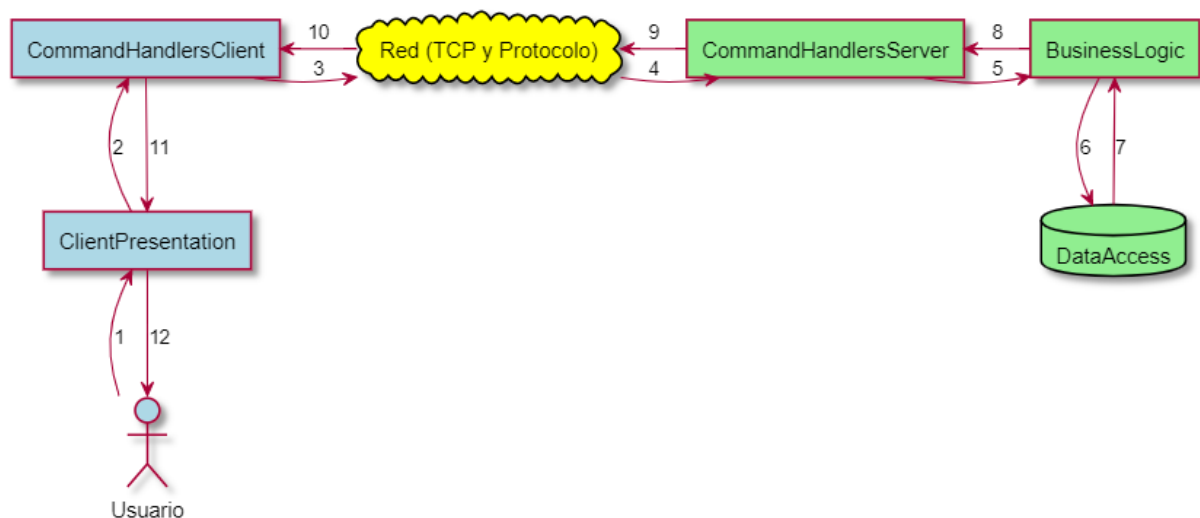 10
9
8
CommandHandlersClient
Red (TCP y Protocolo)
CommandHandlersServer
BusinessLogic
3
4
5
2
11
6
7
ClientPresentation
DataAccess
1
12
Usuario